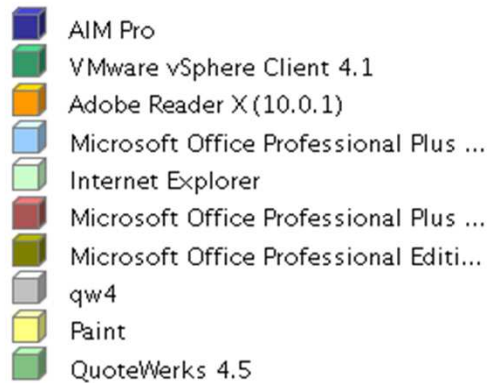 AIM Pro
VMware vSphere Client 4.1
Adobe Reader X (10.0.1)
Microsoft Office Professional Plus ...
Internet Explorer
Microsoft Office Professional Plus ...
Microsoft Office Professional Editi...
qw4
Paint
QuoteWerks 4.5